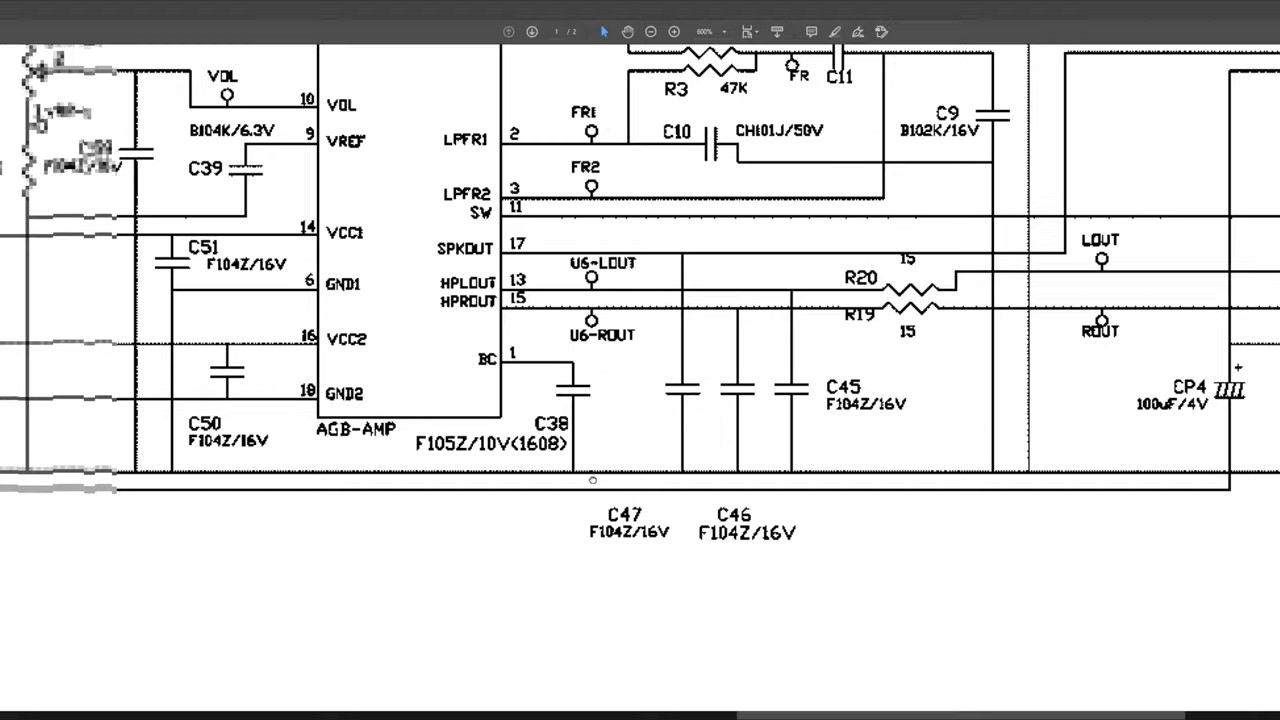 1 / 2
600%
FR
C11
R3
47K
VOL
10
VOL
B104K/6.3V
9
VREF
C39
FR1
LPFR1
2
C10
CH101J/50V
C9
B102K/16V
FR2
LPFR2
3
SW
11
14
VCC1
C51
F104Z/16V
SPKOUT
17
15
LOUT
U6-LOUT
6
GND1
HPLOUT
13
R20
HPROUT
15
R19
U6-ROUT
15
ROUT
16
VCC2
BC
1
18
GND2
C45
F104Z/16V
+
CP4
100uF/4V
C50
F104Z/16V
AGB-AMP
C38
F105Z/10V(1608)
C47
F104Z/16V
C46
F104Z/16V